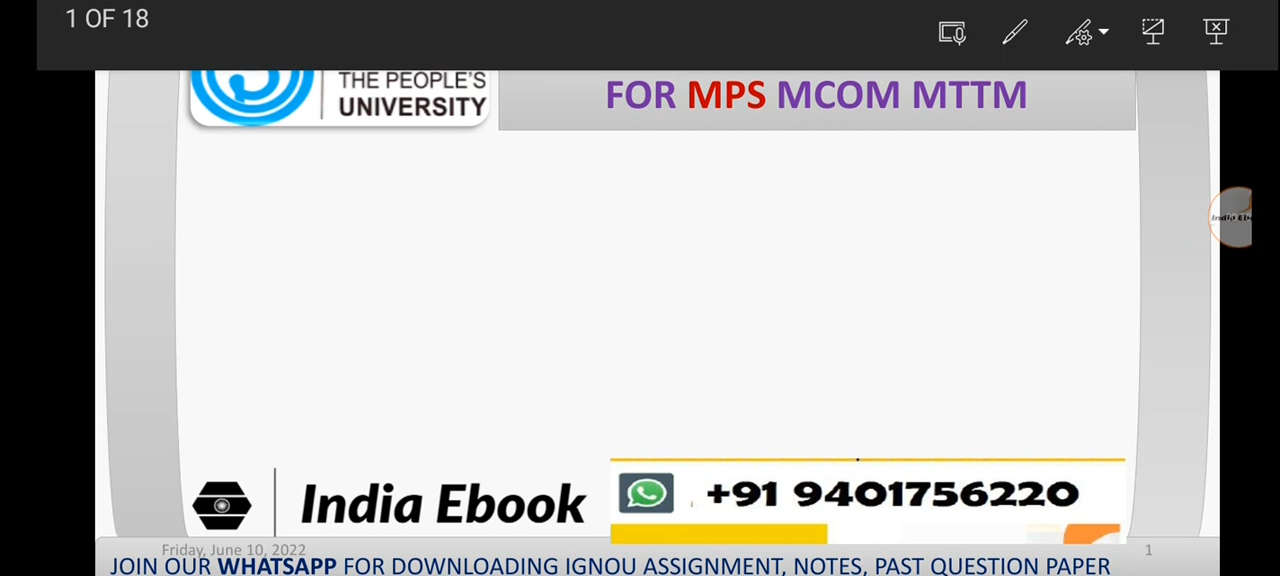 1 OF 18
THE PEOPLE'S
UNIVERSITY
FOR MPS MCOM MTTM
India Ebook
+91 9401756220
Friday, June 10, 2022
1
JOIN OUR WHATSAPP FOR DOWNLOADING IGNOU ASSIGNMENT, NOTES, PAST QUESTION PAPER